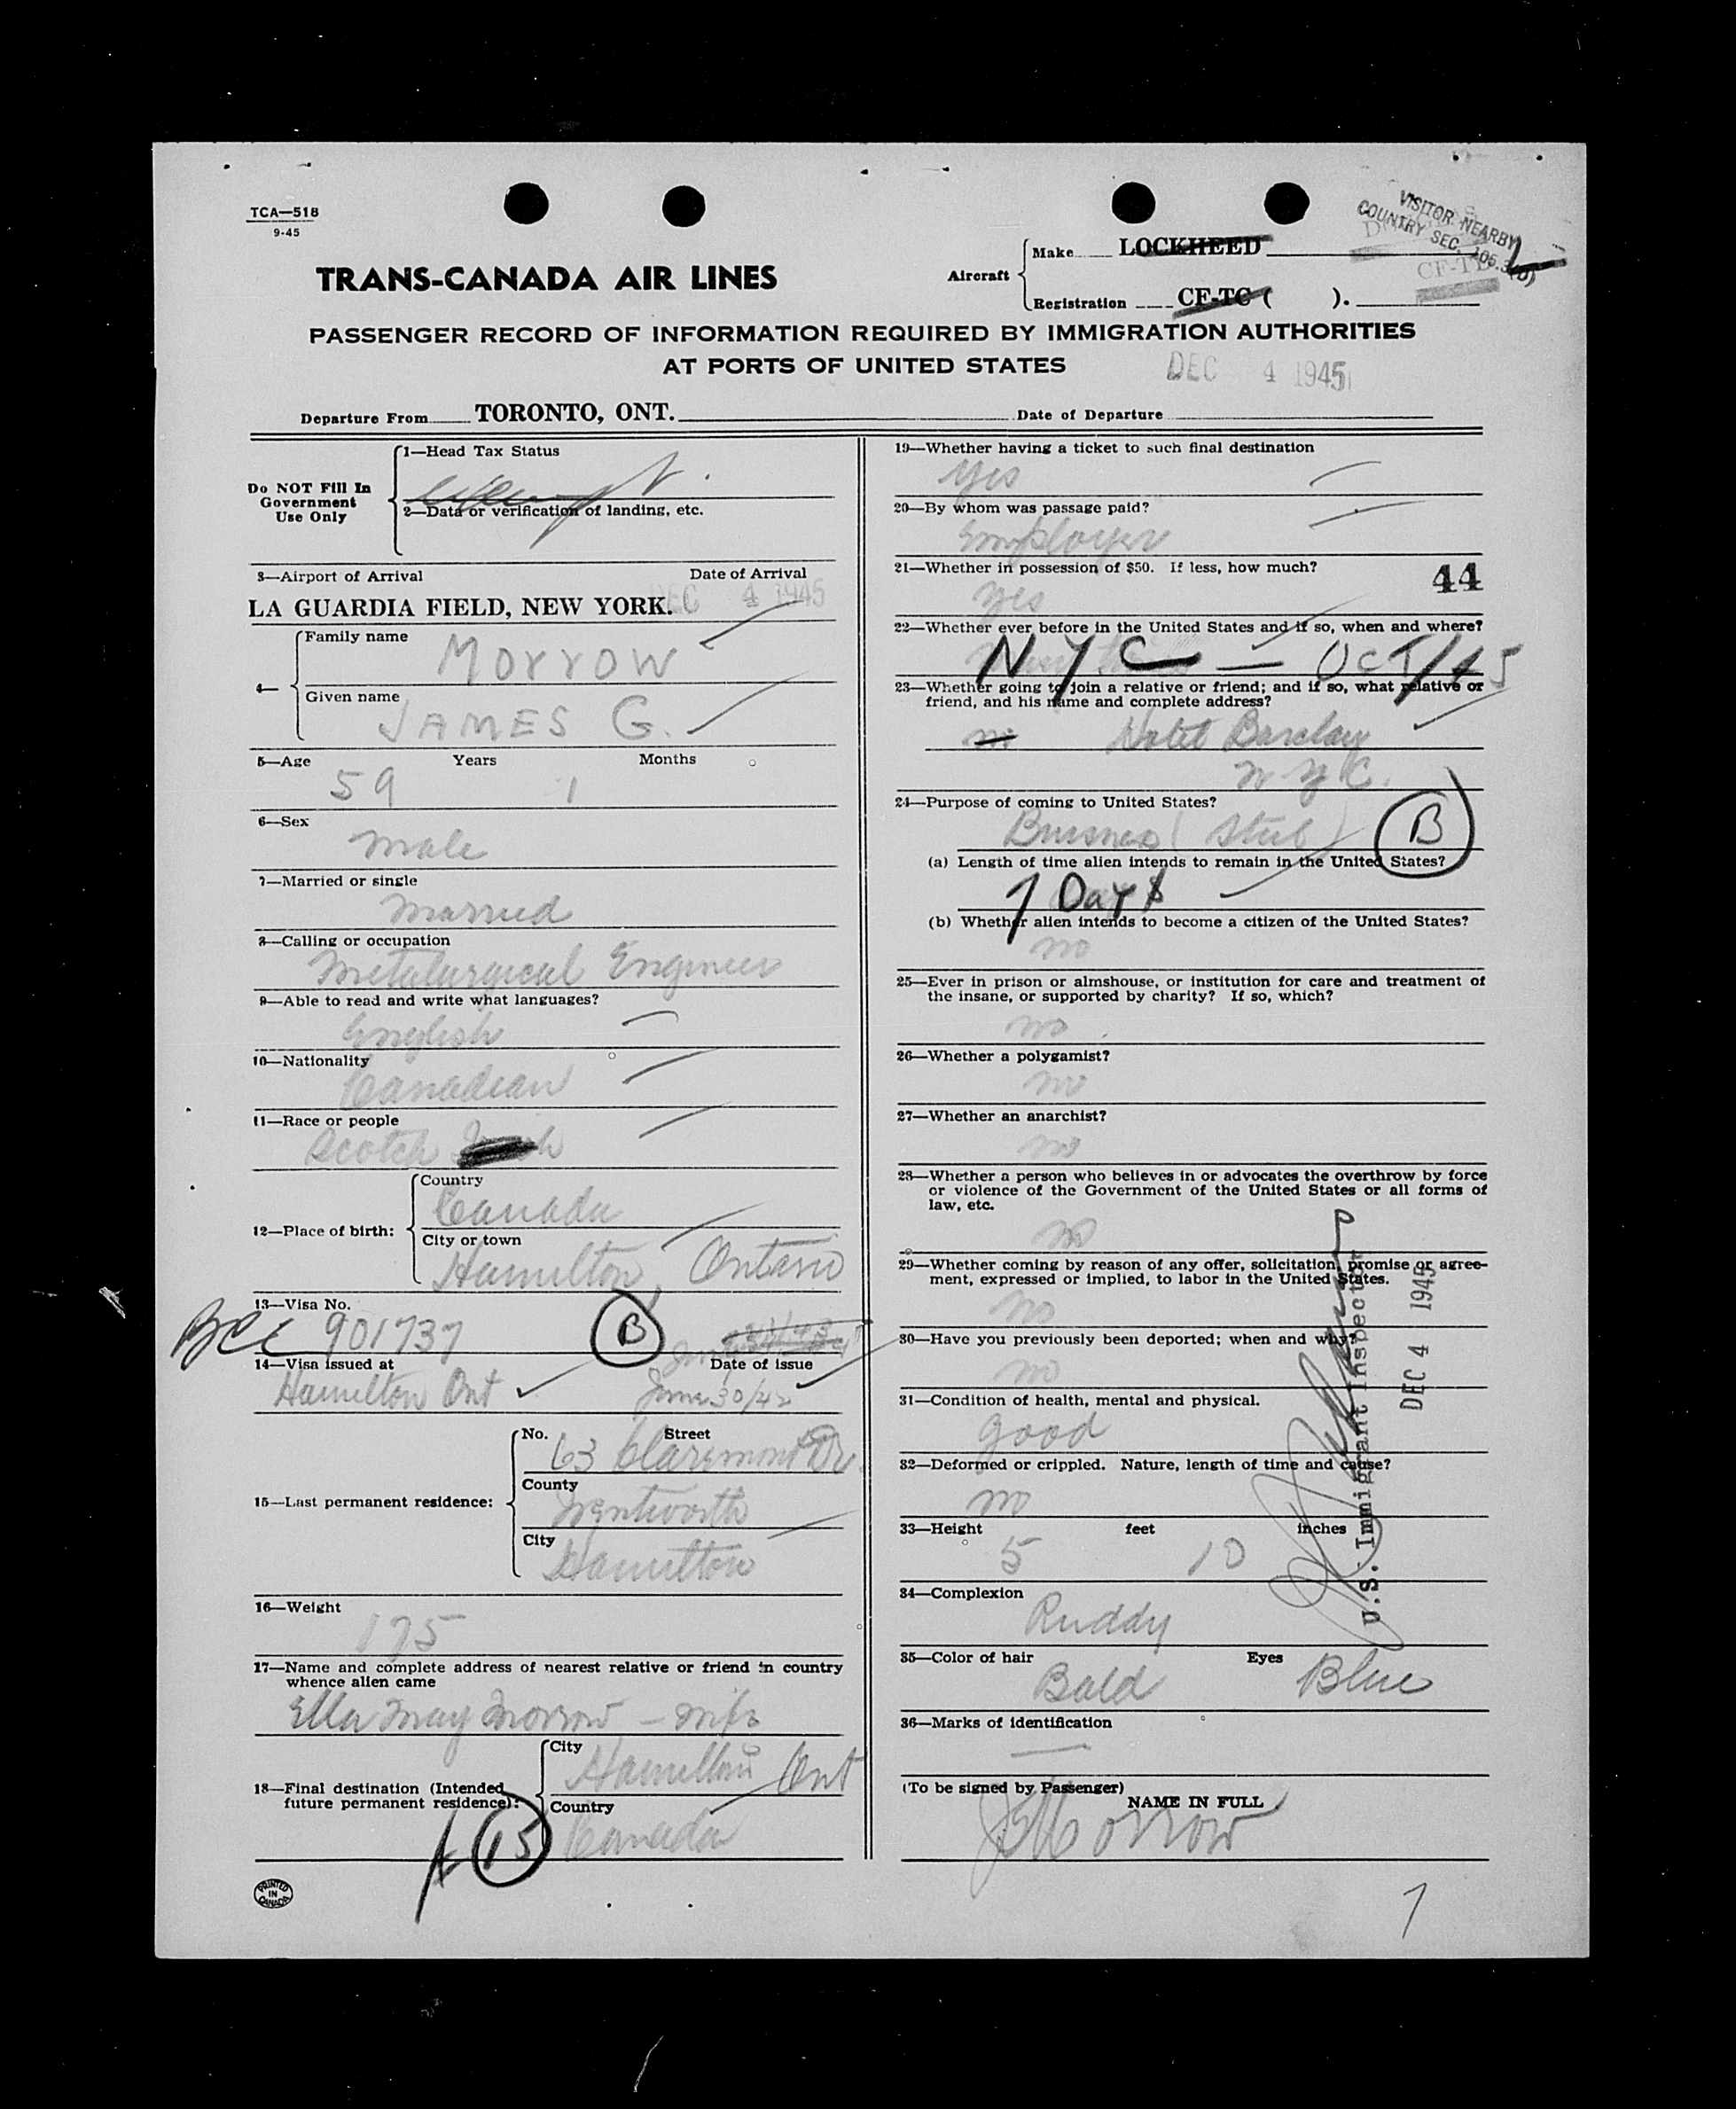 TCA—518
9-45
VISITOR NEARBY
COUNTRY SEC. 106.3(b)
TRANS-CANADA AIR LINES
Aircraft
Make LOCKHEED
Registration CF-TC ( ).
PASSENGER RECORD OF INFORMATION REQUIRED BY IMMIGRATION AUTHORITIES
AT PORTS OF UNITED STATES
DEC 4 1945
Departure From TORONTO, ONT.
Date of Departure
Do NOT Fill In
Government
Use Only
1—Head Tax Status
2—Data or verification of landing, etc.
3—Airport of Arrival Date of Arrival
LA GUARDIA FIELD, NEW YORK. DEC 4 1945
4—
Family name
MORROW
Given name
JAMES G.
5—Age Years Months
59 1
6—Sex
Male
7—Married or single
Married
8—Calling or occupation
Metalurgical Engineer
9—Able to read and write what languages?
English
10—Nationality
Canadian
11—Race or people
Scotch
12—Place of birth:
Country
Canada
City or town
Hamilton, Ontario
13—Visa No.
901737
B
14—Visa issued at Date of issue
Hamilton Ont June 30/42
15—Last permanent residence:
No. Street
63 Claremont Dr.
County
Wentworth
City
Hamilton
16—Weight
175
17—Name and complete address of nearest relative or friend in country
whence alien came
Ella May Morrow – wife
18—Final destination (Intended
future permanent residence):
City
Hamilton Ont
Country
Canada
15
PRINTED
IN
CANADA
19—Whether having a ticket to such final destination
Yes
20—By whom was passage paid?
Employer
21—Whether in possession of $50. If less, how much?
44
Yes
22—Whether ever before in the United States and if so, when and where?
NYC — OCT/45
23—Whether going to join a relative or friend; and if so, what relative or
friend, and his name and complete address?
no Hotel Barclay
N Y C.
24—Purpose of coming to United States?
Business (Steel)
B
(a) Length of time alien intends to remain in the United States?
7 Days
(b) Whether alien intends to become a citizen of the United States?
no
25—Ever in prison or almshouse, or institution for care and treatment of
the insane, or supported by charity? If so, which?
no
26—Whether a polygamist?
no
27—Whether an anarchist?
no
28—Whether a person who believes in or advocates the overthrow by force
or violence of the Government of the United States or all forms of
law, etc.
no
29—Whether coming by reason of any offer, solicitation, promise or agree-
ment, expressed or implied, to labor in the United States.
no
30—Have you previously been deported; when and why?
no
31—Condition of health, mental and physical.
good
32—Deformed or crippled. Nature, length of time and cause?
no
33—Height feet inches
5 10
34—Complexion
Ruddy
35—Color of hair Eyes
Bald Blue
36—Marks of identification
—
U.S. Immigrant Inspector
DEC 4 1945
(To be signed by Passenger)
NAME IN FULL
JGMorrow
7